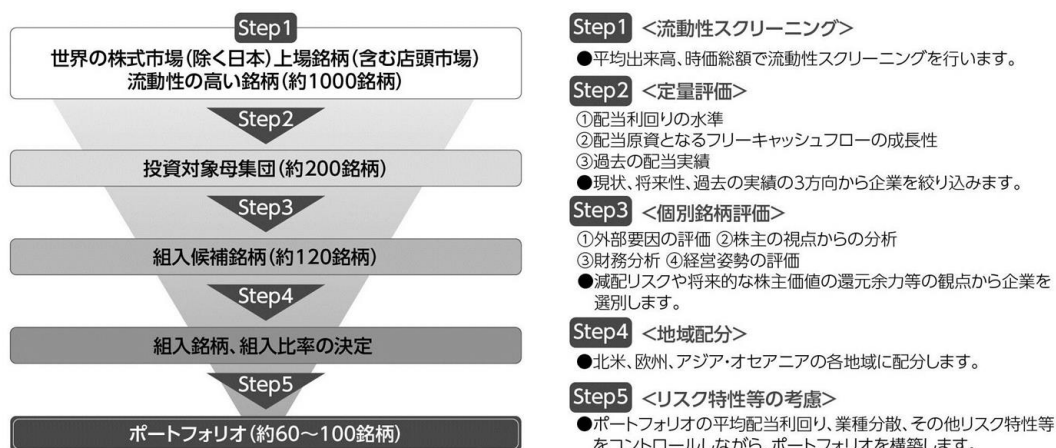 Step1
世界の株式市場(除く日本)上場銘柄(含む店頭市場)
流動性の高い銘柄(約1000銘柄)
Step2
投資対象母集団(約200銘柄)
Step3
組入候補銘柄(約120銘柄)
Step4
組入銘柄、組入比率の決定
Step5
ポートフォリオ(約60～100銘柄)
Step1 <流動性スクリーニング>
●平均出来高、時価総額で流動性スクリーニングを行います。
Step2 <定量評価>
①配当利回りの水準
②配当原資となるフリーキャッシュフローの成長性
③過去の配当実績
●現状、将来性、過去の実績の3方向から企業を絞り込みます。
Step3 <個別銘柄評価>
①外部要因の評価 ②株主の視点からの分析
③財務分析 ④経営姿勢の評価
●減配リスクや将来的な株主価値の還元余力等の観点から企業を
選別します。
Step4 <地域配分>
●北米、欧州、アジア・オセアニアの各地域に配分します。
Step5 <リスク特性等の考慮>
●ポートフォリオの平均配当利回り、業種分散、その他リスク特性等
をコントロールしながら、ポートフォリオを構築します。